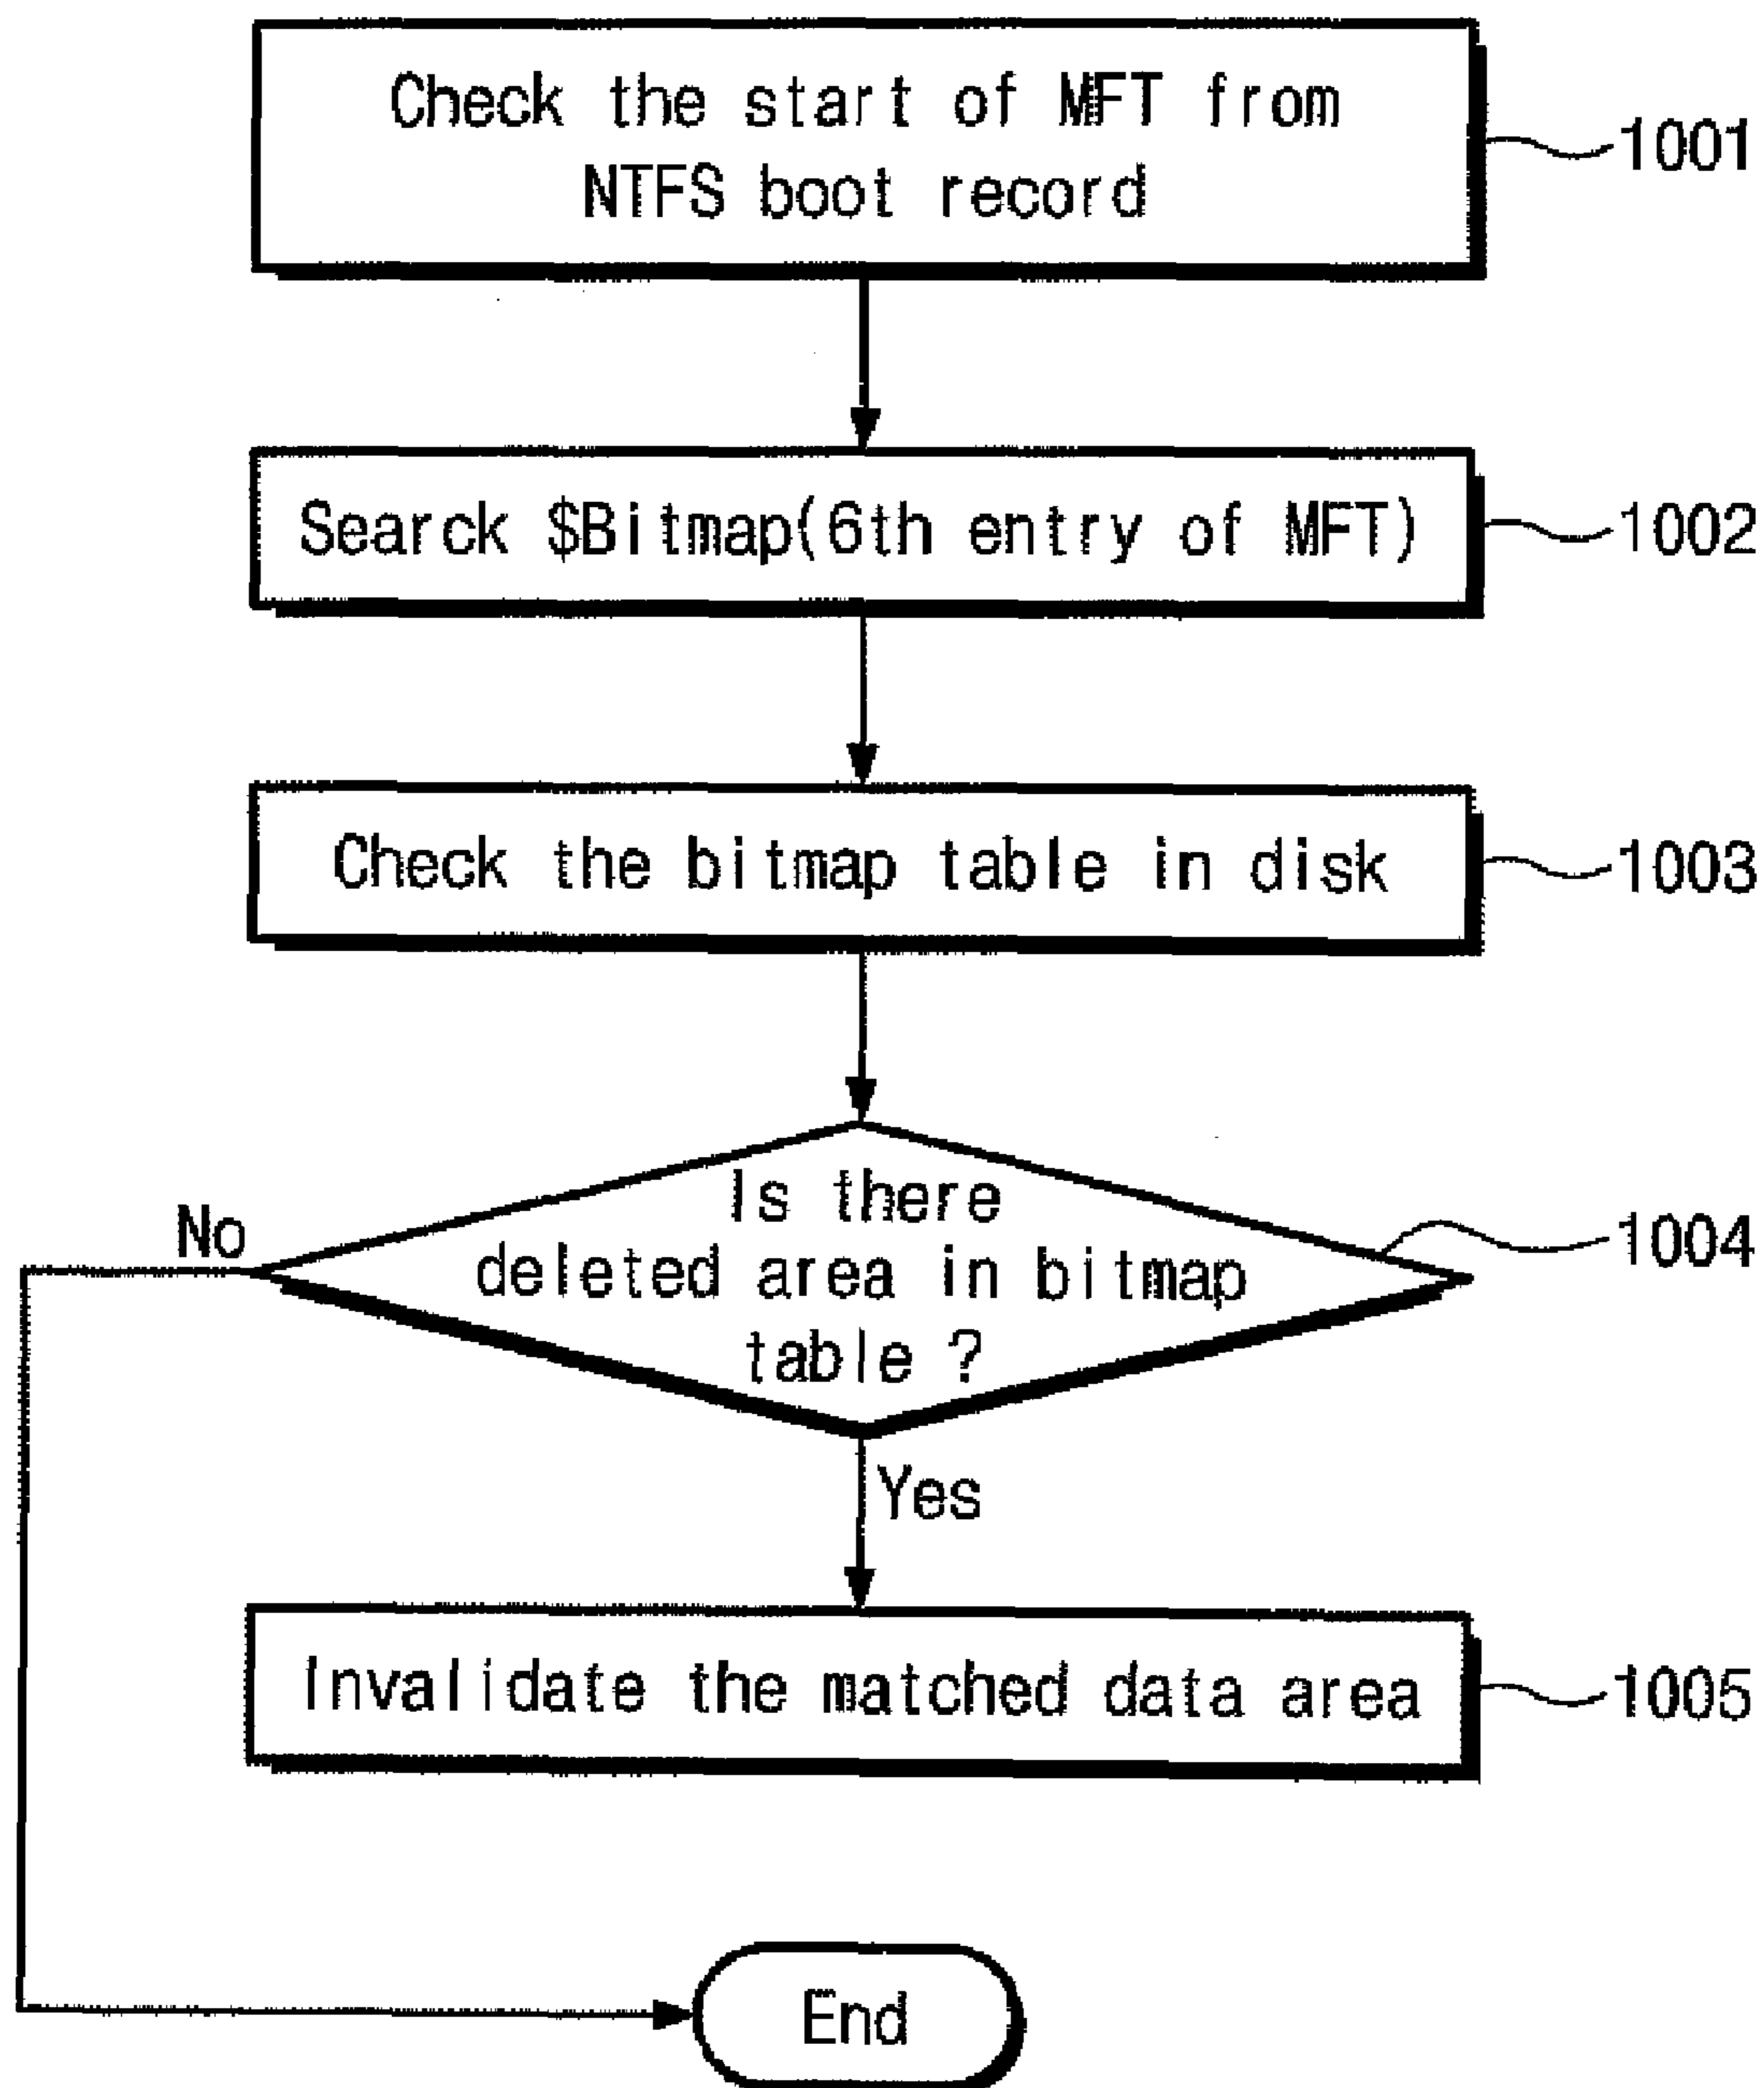 Check the start of MFT from
NTFS boot record
1001
Searck $Bitmap(6th entry of MFT)
1002
Check the bitmap table in disk
1003
Is there
deleted area in bitmap
table ?
1004
No
Yes
Invalidate the matched data area
1005
End